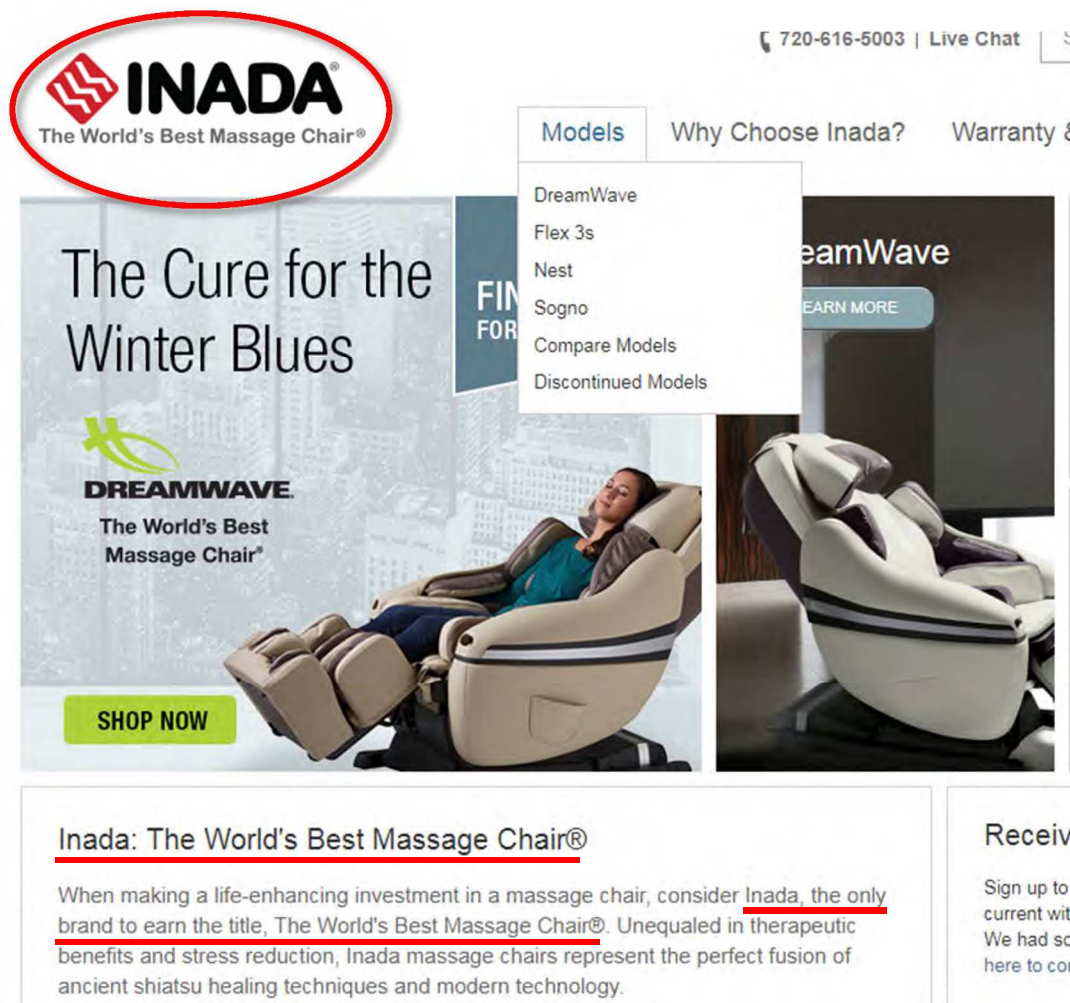 720-616-5003 | Live Chat
INADA®
The World's Best Massage Chair®
Models
Why Choose Inada?
Warranty &
DreamWave
Flex 3s
Nest
Sogno
Compare Models
Discontinued Models
The Cure for the
Winter Blues
FIN
FOR
eamWave
EARN MORE
DREAMWAVE.
The World's Best
Massage Chair®
SHOP NOW
Inada: The World's Best Massage Chair®
When making a life-enhancing investment in a massage chair, consider Inada, the only
brand to earn the title, The World's Best Massage Chair®. Unequaled in therapeutic
benefits and stress reduction, Inada massage chairs represent the perfect fusion of
ancient shiatsu healing techniques and modern technology.
Receiv
Sign up to
current wit
We had so
here to con